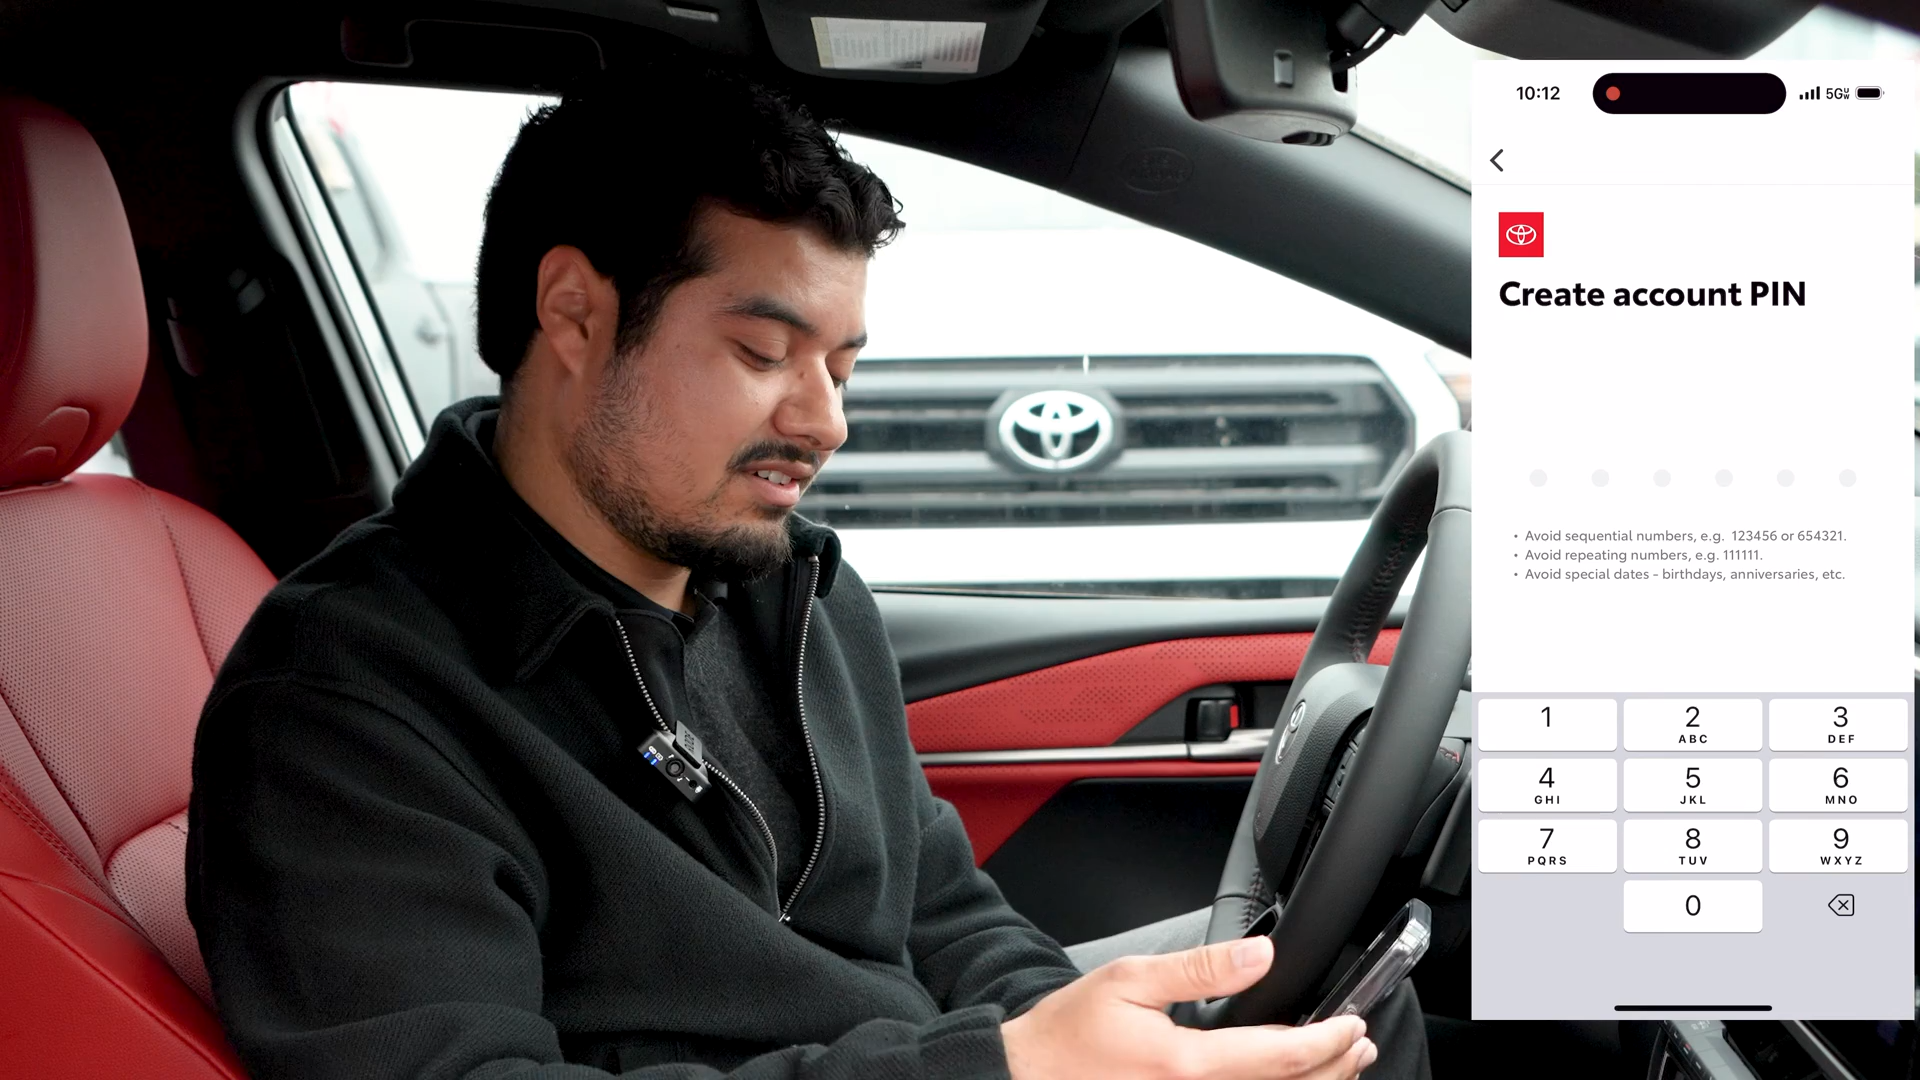 10:12
5G UW
Create account PIN
• Avoid sequential numbers, e.g. 123456 or 654321.
• Avoid repeating numbers, e.g. 111111.
• Avoid special dates - birthdays, anniversaries, etc.
1
2
ABC
3
DEF
4
GHI
5
JKL
6
MNO
7
PQRS
8
TUV
9
WXYZ
0